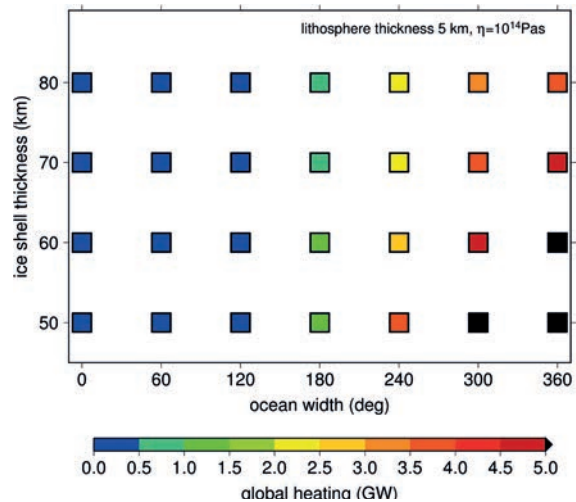 lithosphere thickness 5 km, η=10¹⁴Pas
80
70
60
50
ice shell thickness (km)
0 60 120 180 240 300 360
ocean width (deg)
0.0 0.5 1.0 1.5 2.0 2.5 3.0 3.5 4.0 4.5 5.0
global heating (GW)